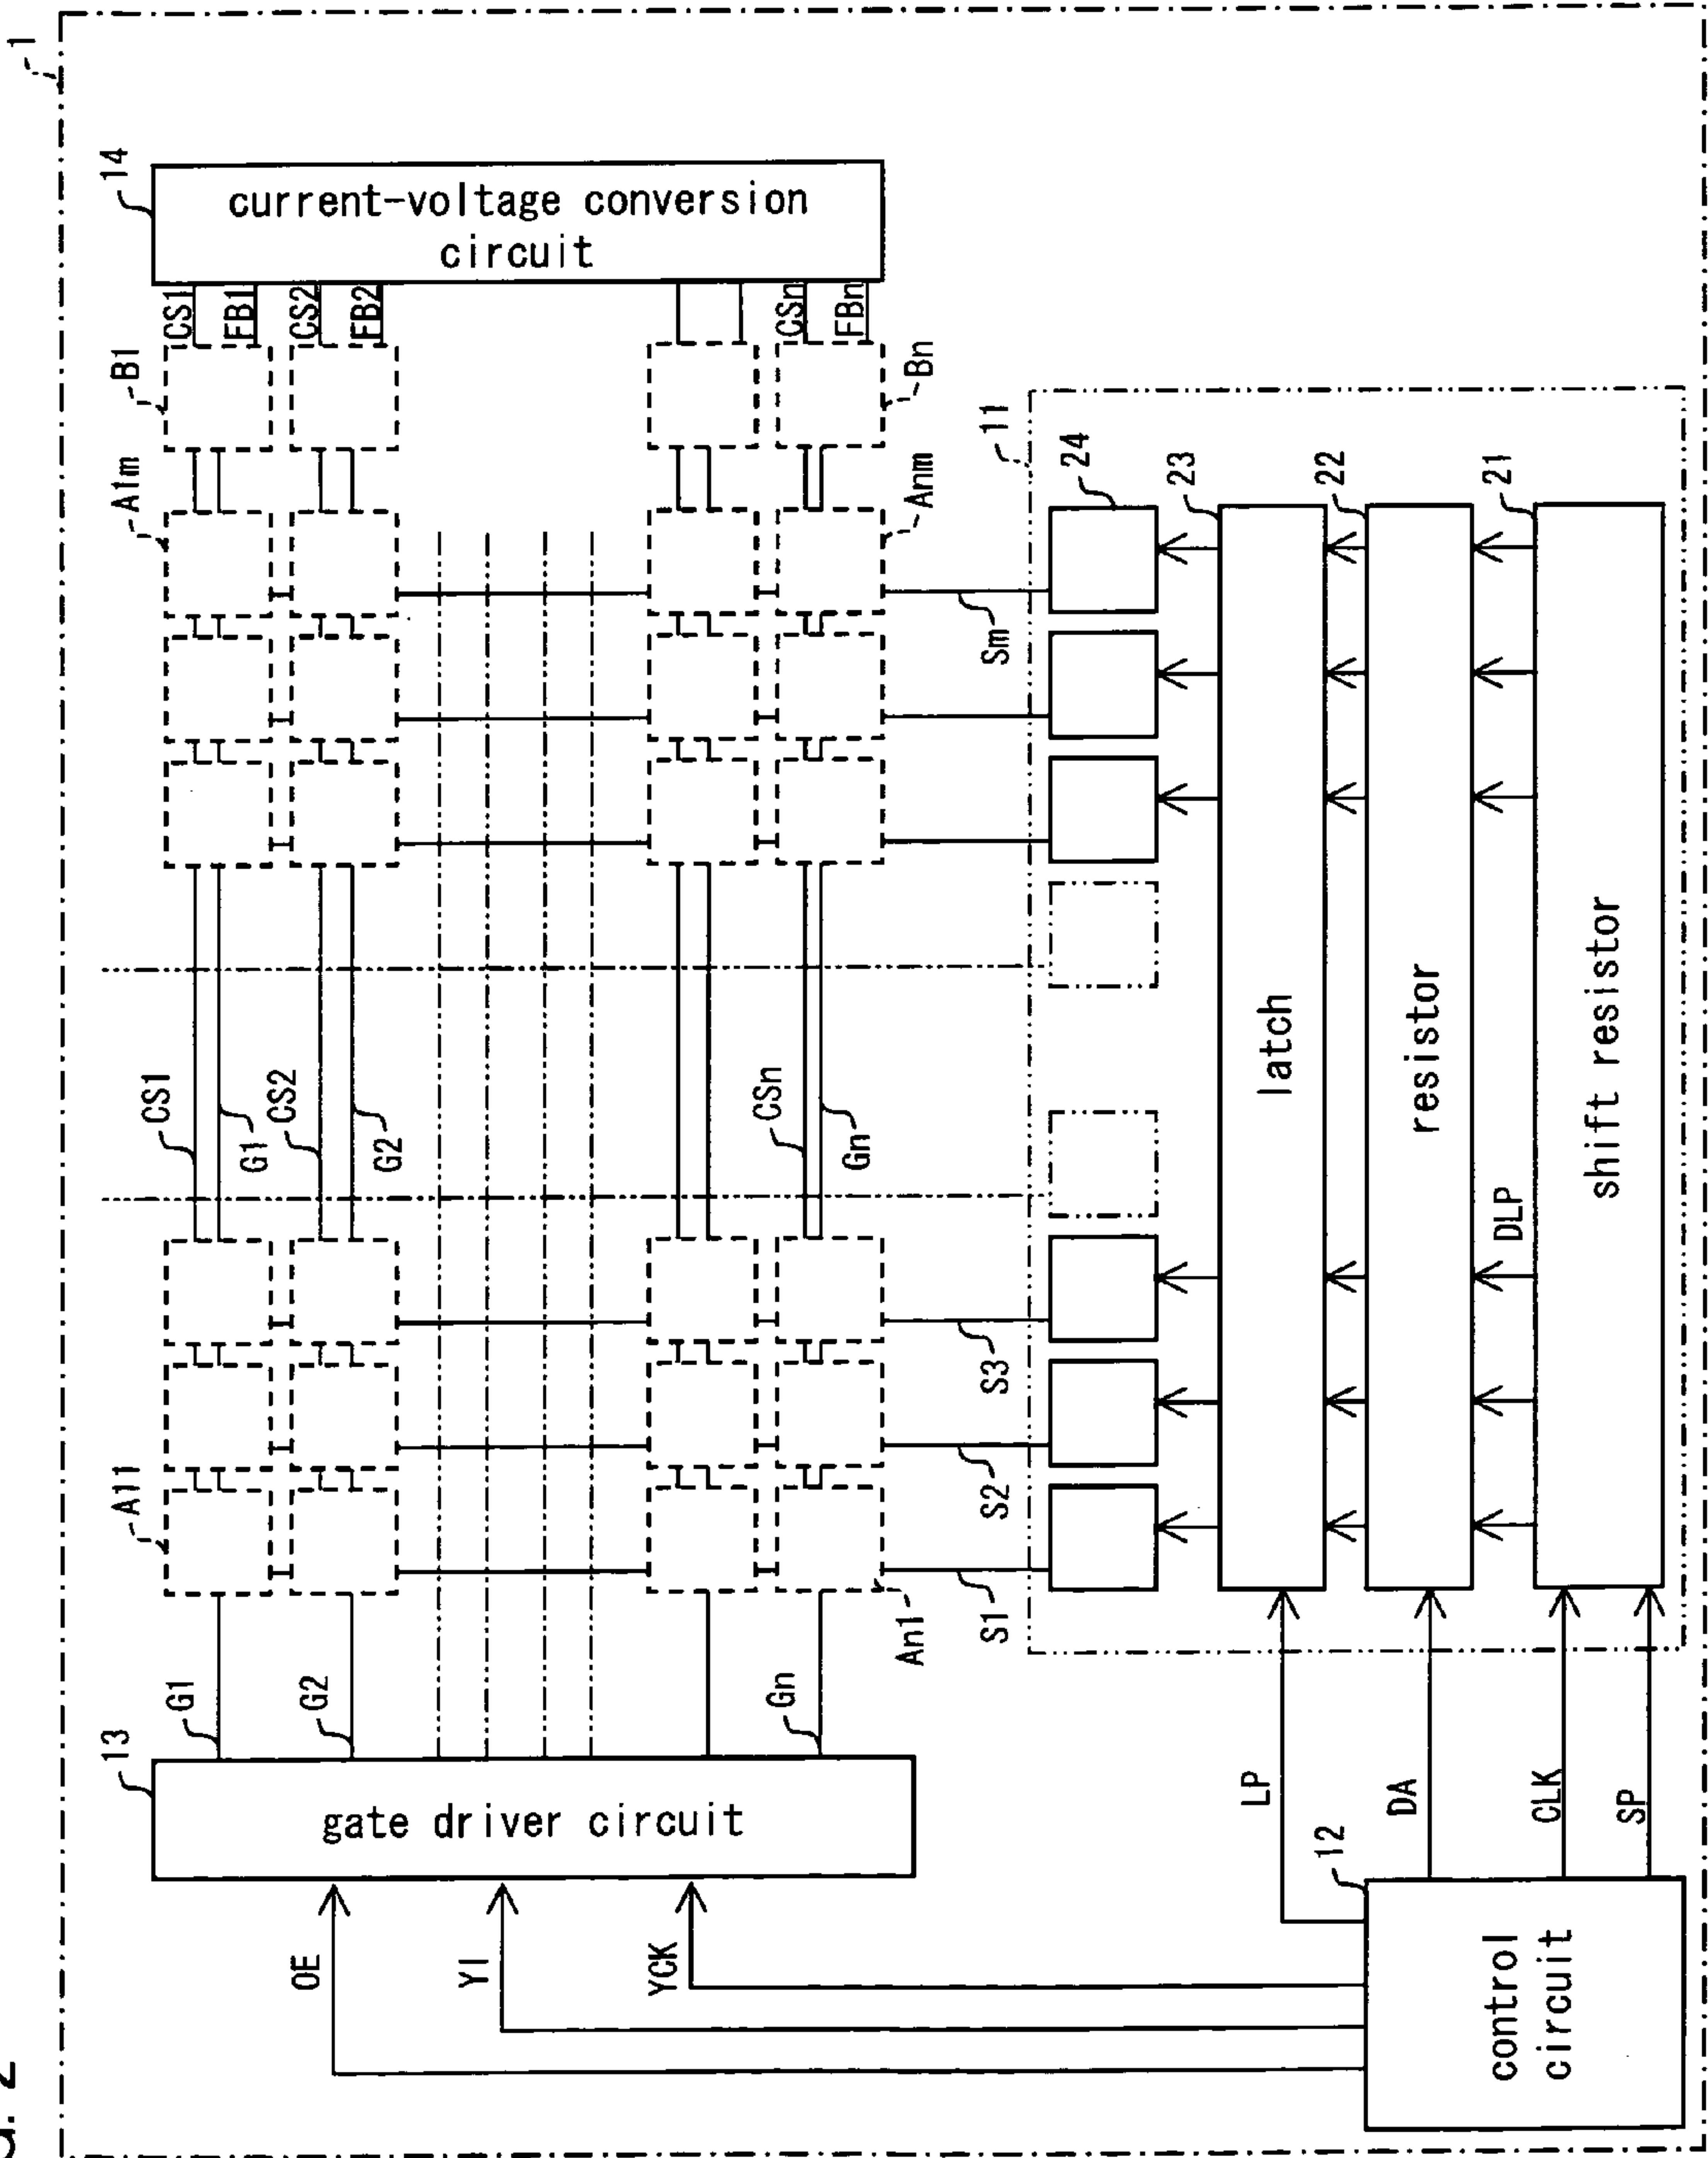 1
13
gate driver circuit
OE
YI
YCK
G1
G2
Gn
A11
An1
CS1
G1
CS2
G2
CSn
Gn
A1m
Anm
B1
Bn
CS1
FB1
CS2
FB2
CSn
FBn
14
current-voltage conversion
circuit
S1
S2
S3
Sm
11
24
23
latch
22
resistor
21
DLP
shift resistor
LP
DA
CLK
SP
12
control
circuit